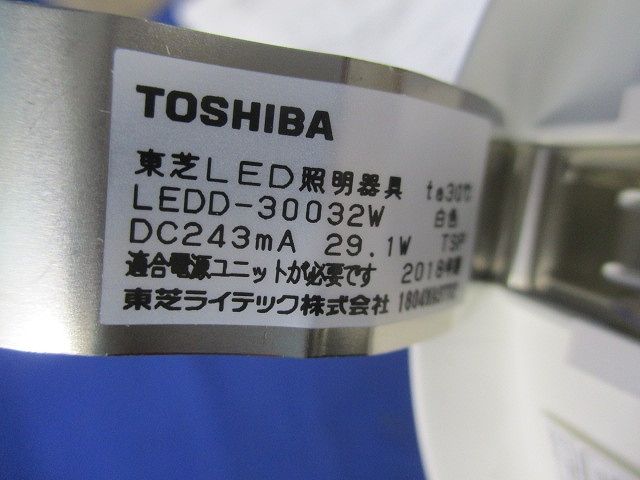 TOSHIBA
東芝LED照明器具 ta30℃
LEDD-30032W 白色
DC243mA 29.1W TSP
適合電源ユニットが必要です 2018年製
東芝ライテック株式会社